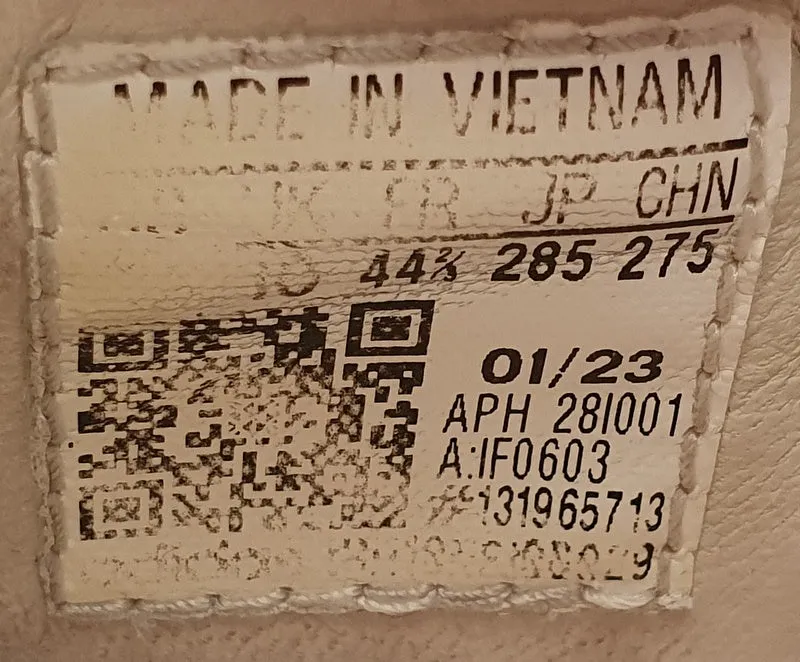 MADE IN VIETNAM
UK FR JP CHN
10 44⅔ 285 275
01/23
APH 28I001
A:IF0603
#131965713